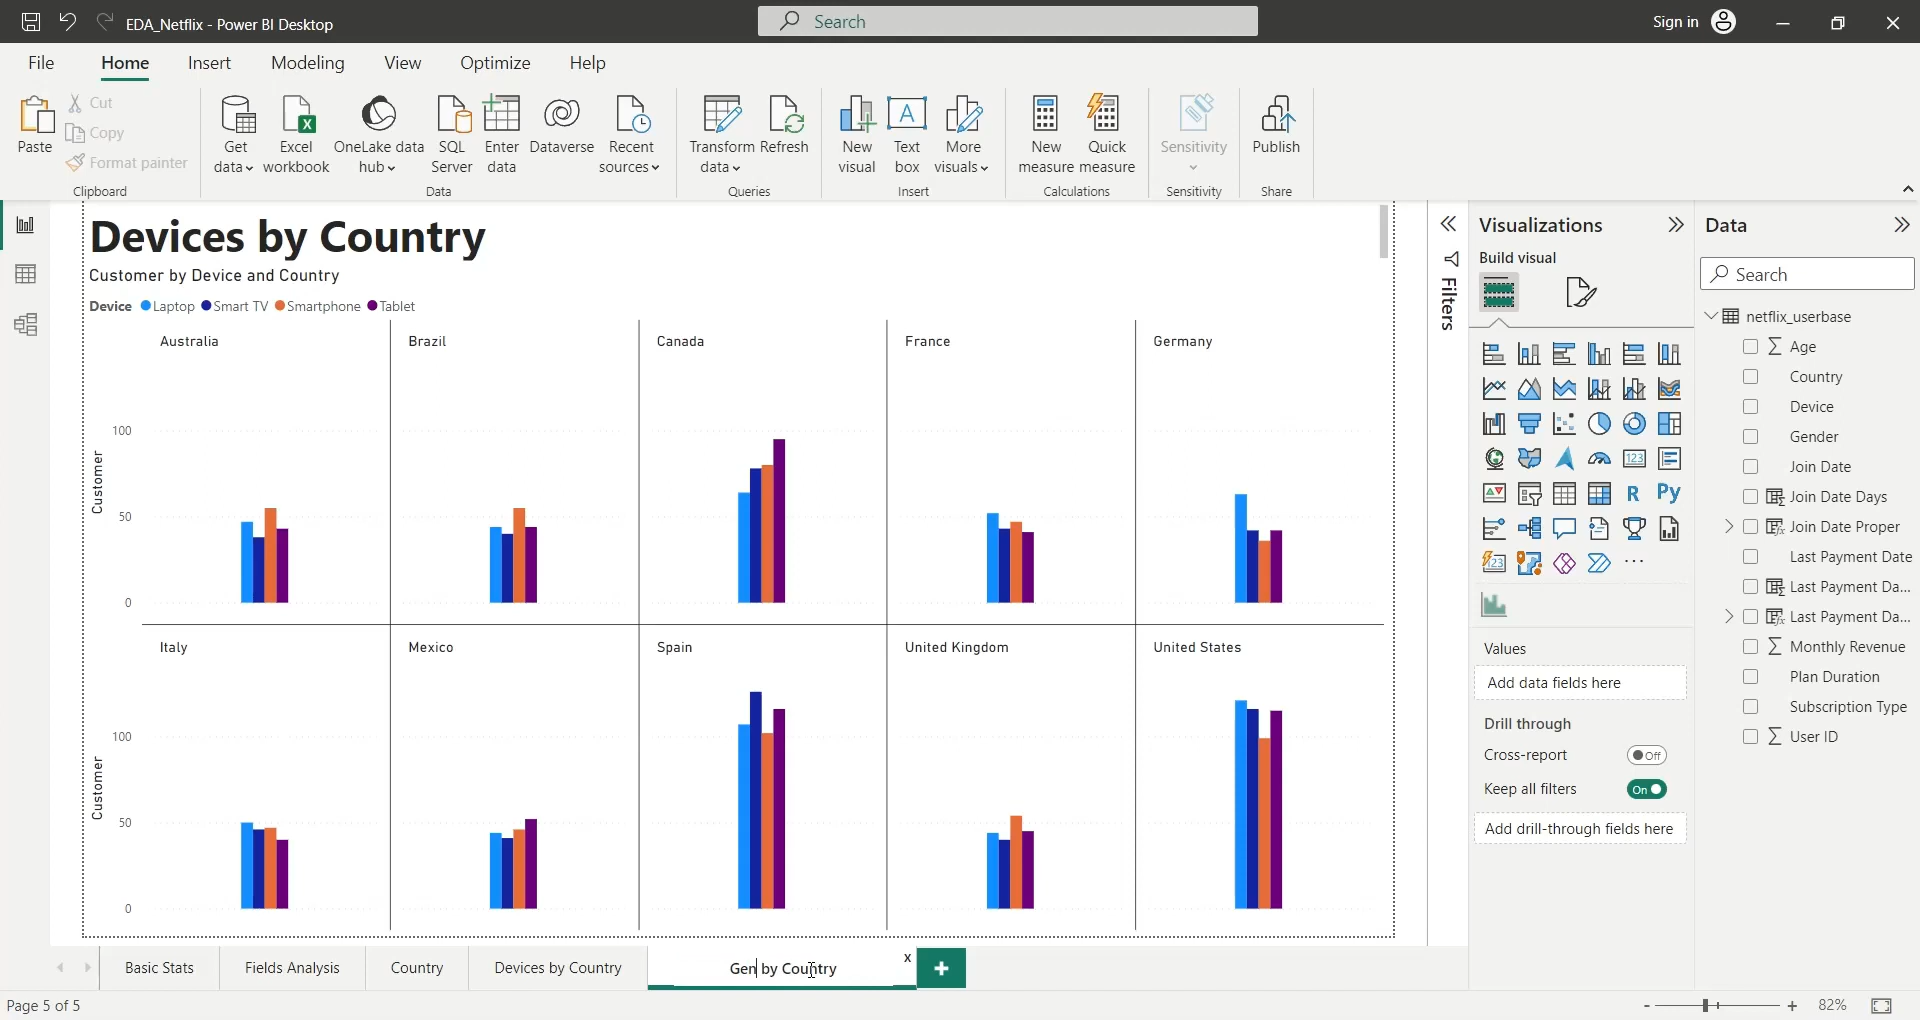 EDA_Netflix - Power BI Desktop
Search
Sign in
File
Home
Insert
Modeling
View
Optimize
Help
Paste
Cut
Copy
Format painter
Clipboard
Get data
Excel workbook
OneLake data hub
SQL Server
Enter data
Dataverse
Recent sources
Data
Transform data
Refresh
Queries
New visual
Text box
More visuals
Insert
New measure
Quick measure
Calculations
Sensitivity
Sensitivity
Publish
Share
Devices by Country
Customer by Device and Country
Device Laptop Smart TV Smartphone Tablet
Australia
Brazil
Canada
France
Germany
Customer
100
50
0
Italy
Mexico
Spain
United Kingdom
United States
Customer
100
50
0
Filters
Visualizations
Build visual
123
R
Py
123
Values
Add data fields here
Drill through
Cross-report
Off
Keep all filters
On
Add drill-through fields here
Data
Search
netflix_userbase
Age
Country
Device
Gender
Join Date
Join Date Days
Join Date Proper
Last Payment Date
Last Payment Da...
Last Payment Da...
Monthly Revenue
Plan Duration
Subscription Type
User ID
Basic Stats
Fields Analysis
Country
Devices by Country
Gen by Country
x
Page 5 of 5
- + 82%